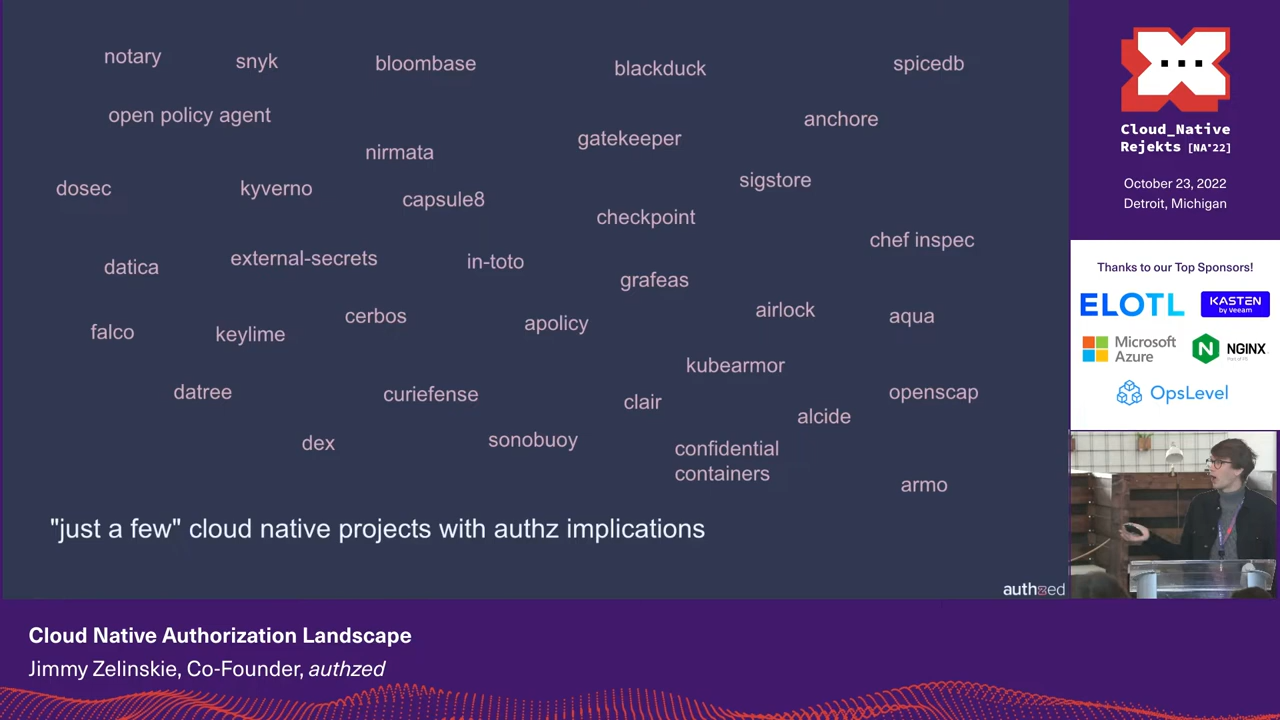 notary
snyk
bloombase
blackduck
spicedb
open policy agent
anchore
gatekeeper
nirmata
sigstore
dosec
kyverno
capsule8
checkpoint
chef inspec
datica
external-secrets
in-toto
grafeas
airlock
aqua
cerbos
apolicy
falco
keylime
kubearmor
datree
curiefense
clair
openscap
alcide
dex
sonobuoy
confidential
containers
armo
"just a few" cloud native projects with authz implications
authzed
Cloud_Native
Rejekts [NA'22]
October 23, 2022
Detroit, Michigan
Thanks to our Top Sponsors!
ELOTL
KASTEN
by Veeam
Microsoft
Azure
NGINX
OpsLevel
Cloud Native Authorization Landscape
Jimmy Zelinskie, Co-Founder, authzed